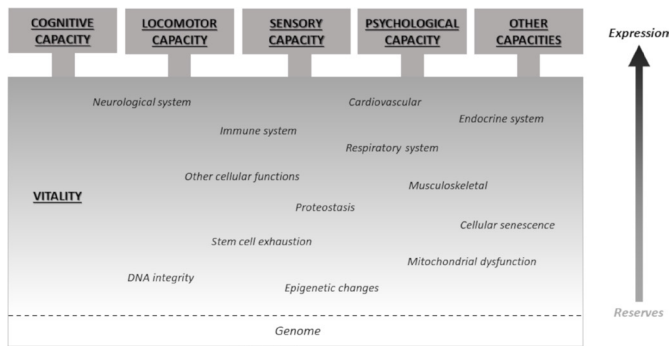 COGNITIVE
CAPACITY
LOCOMOTOR
CAPACITY
SENSORY
CAPACITY
PSYCHOLOGICAL
CAPACITY
OTHER
CAPACITIES
Expression
Neurological system
Cardiovascular
Endocrine system
Immune system
Respiratory system
Other cellular functions
Musculoskeletal
VITALITY
Proteostasis
Cellular senescence
Stem cell exhaustion
Mitochondrial dysfunction
DNA integrity
Epigenetic changes
Reserves
Genome